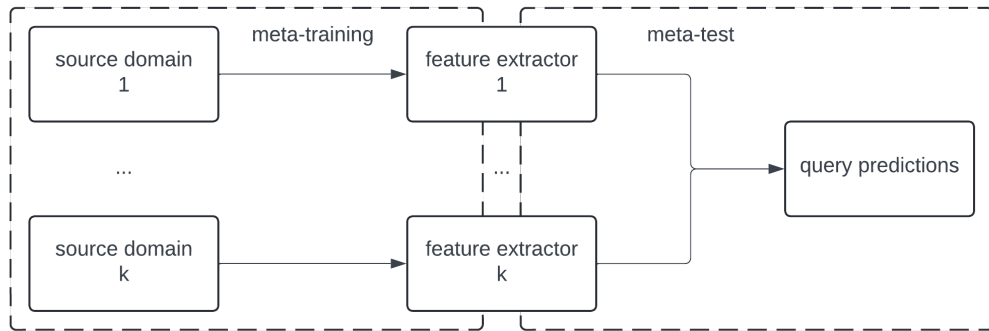 meta-training
meta-test
source domain
1
feature extractor
1
...
...
query predictions
source domain
k
feature extractor
k